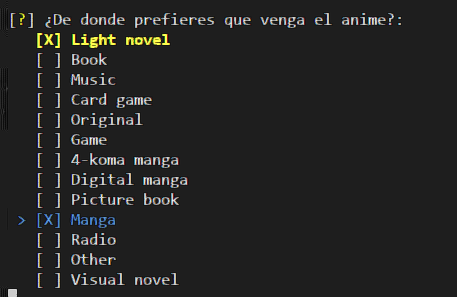 [?] ¿De donde prefieres que venga el anime?:
[X] Light novel
[ ] Book
[ ] Music
[ ] Card game
[ ] Original
[ ] Game
[ ] 4-koma manga
[ ] Digital manga
[ ] Picture book
> [X] Manga
[ ] Radio
[ ] Other
[ ] Visual novel